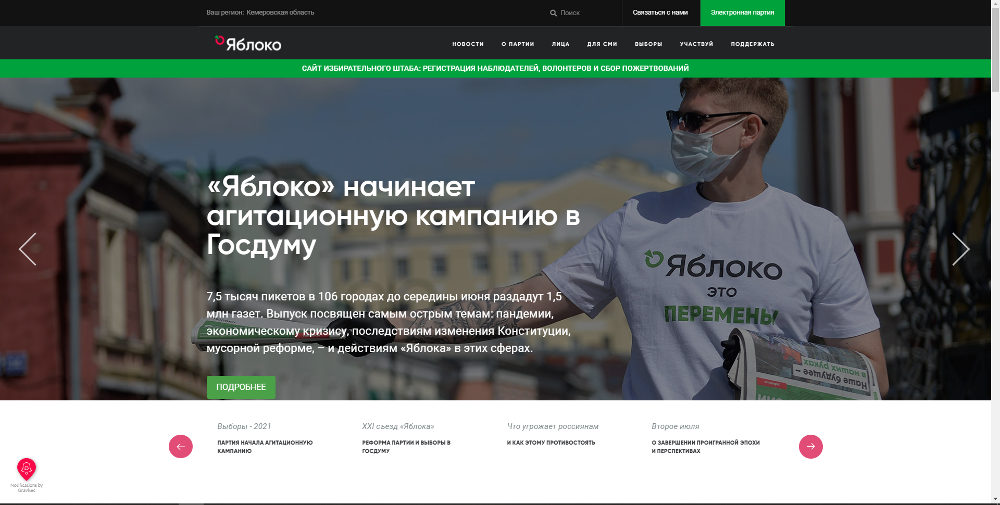 Ваш регион: Кемеровская область
Поиск
Связаться с нами
Электронная партия
Яблоко
НОВОСТИ
О ПАРТИИ
ЛИЦА
ДЛЯ СМИ
ВЫБОРЫ
УЧАСТВУЙ
ПОДДЕРЖАТЬ
САЙТ ИЗБИРАТЕЛЬНОГО ШТАБА: РЕГИСТРАЦИЯ НАБЛЮДАТЕЛЕЙ, ВОЛОНТЕРОВ И СБОР ПОЖЕРТВОВАНИЙ
«Яблоко» начинает
агитационную кампанию в
Госдуму
7,5 тысяч пикетов в 106 городах до середины июня раздадут 1,5
млн газет. Выпуск посвящен самым острым темам: пандемии,
экономическому кризису, последствиям изменения Конституции,
мусорной реформе, – и действиям «Яблока» в этих сферах.
ПОДРОБНЕЕ
Яблоко
ЭТО
ПЕРЕМЕНЫ
Наше будущее –
в наших руках
Выборы - 2021
ПАРТИЯ НАЧАЛА АГИТАЦИОННУЮ
КАМПАНИЮ
XXI съезд «Яблока»
РЕФОРМА ПАРТИИ И ВЫБОРЫ В
ГОСДУМУ
Что угрожает россиянам
И КАК ЭТОМУ ПРОТИВОСТОЯТЬ
Второе июля
О ЗАВЕРШЕНИИ ПРОИГРАННОЙ ЭПОХИ
И ПЕРСПЕКТИВАХ
Notifications by
Gravitec